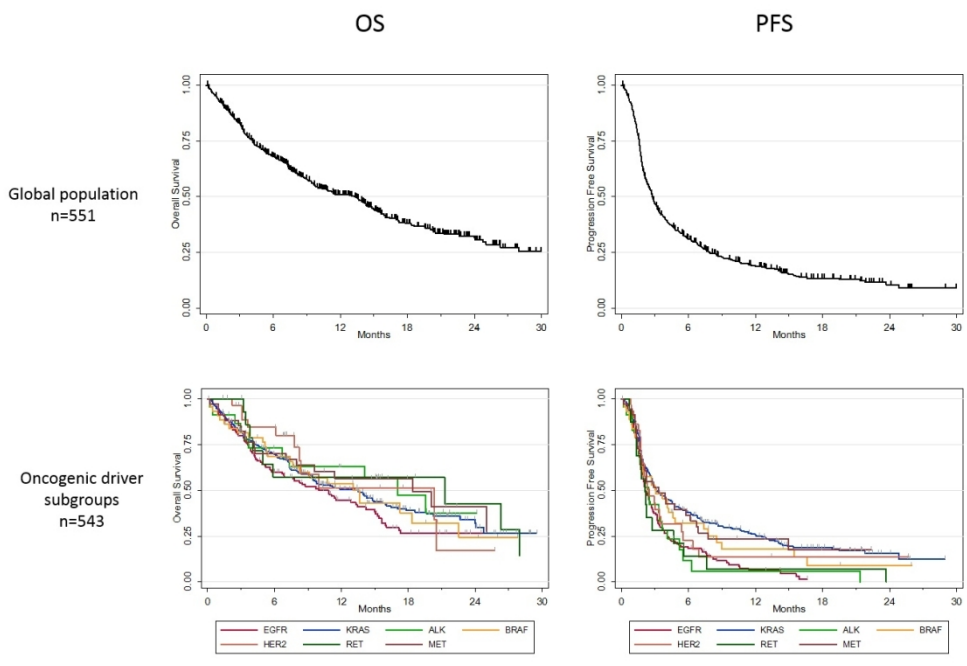 OS
PFS
Global population
n=551
Overall Survival
1.00
0.75
0.50
0.25
0.00
0 6 12 18 24 30
Months
Progression Free Survival
1.00
0.75
0.50
0.25
0.00
0 6 12 18 24 30
Months
Oncogenic driver
subgroups
n=543
Overall Survival
1.00
0.75
0.50
0.25
0.00
0 6 12 18 24 30
Months
EGFR KRAS ALK BRAF
HER2 RET MET
Progression Free Survival
1.00
0.75
0.50
0.25
0.00
0 6 12 18 24 30
Months
EGFR KRAS ALK BRAF
HER2 RET MET